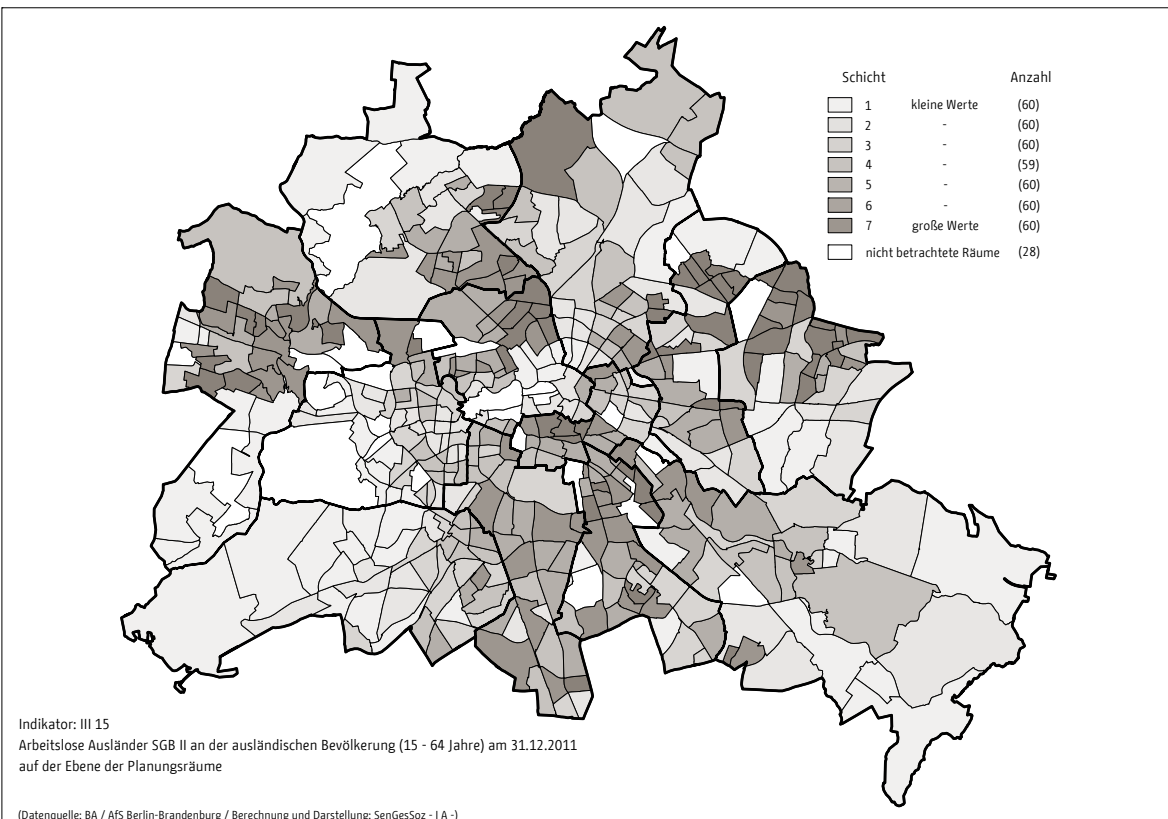 Schicht Anzahl
1 kleine Werte (60)
2 - (60)
3 - (60)
4 - (59)
5 - (60)
6 - (60)
7 große Werte (60)
nicht betrachtete Räume (28)
Indikator: III 15
Arbeitslose Ausländer SGB II an der ausländischen Bevölkerung (15 - 64 Jahre) am 31.12.2011
auf der Ebene der Planungsräume
(Datenquelle: BA / AfS Berlin-Brandenburg / Berechnung und Darstellung: SenGesSoz - I A -)